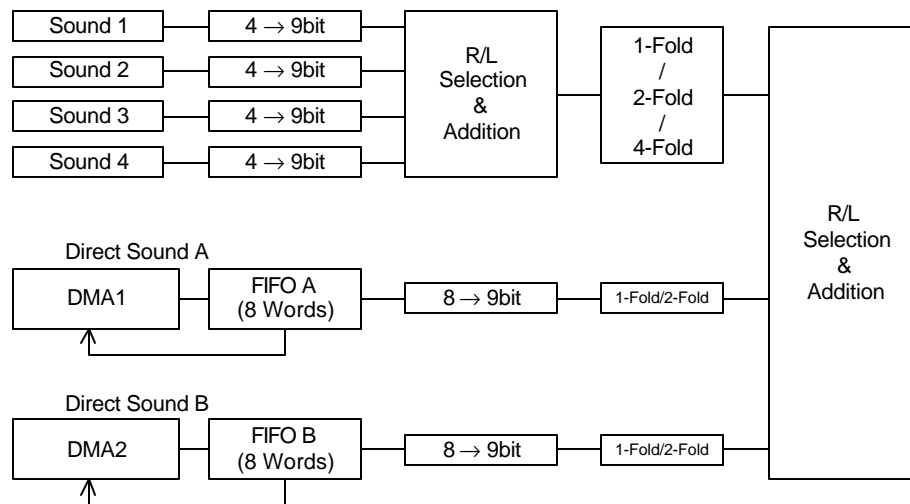 Sound 1
4 → 9bit
Sound 2
4 → 9bit
Sound 3
4 → 9bit
Sound 4
4 → 9bit
R/L
Selection
&
Addition
1-Fold
/
2-Fold
/
4-Fold
R/L
Selection
&
Addition
Direct Sound A
DMA1
FIFO A
(8 Words)
8 → 9bit
1-Fold/2-Fold
Direct Sound B
DMA2
FIFO B
(8 Words)
8 → 9bit
1-Fold/2-Fold